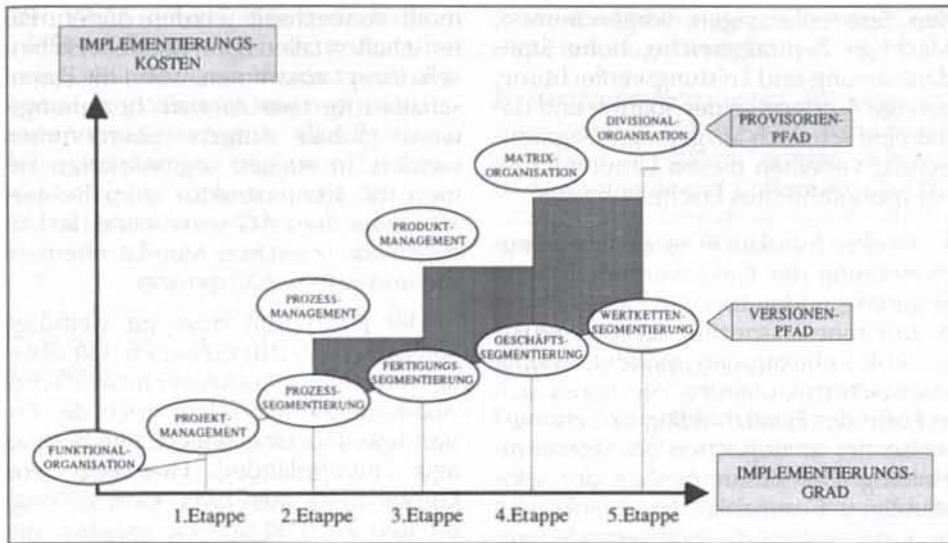 IMPLEMENTIERUNGS-
KOSTEN
DIVISIONAL-
ORGANISATION
PROVISORIEN-
PFAD
MATRIX-
ORGANISATION
PRODUKT-
MANAGEMENT
PROZESS-
MANAGEMENT
WERTKETTEN-
SEGMENTIERUNG
VERSIONEN-
PFAD
GESCHÄFTS-
SEGMENTIERUNG
FERTIGUNGS-
SEGMENTIERUNG
PROZESS-
SEGMENTIERUNG
PROJEKT-
MANAGEMENT
FUNKTIONAL-
ORGANISATION
IMPLEMENTIERUNGS-
GRAD
1.Etappe 2.Etappe 3.Etappe 4.Etappe 5.Etappe